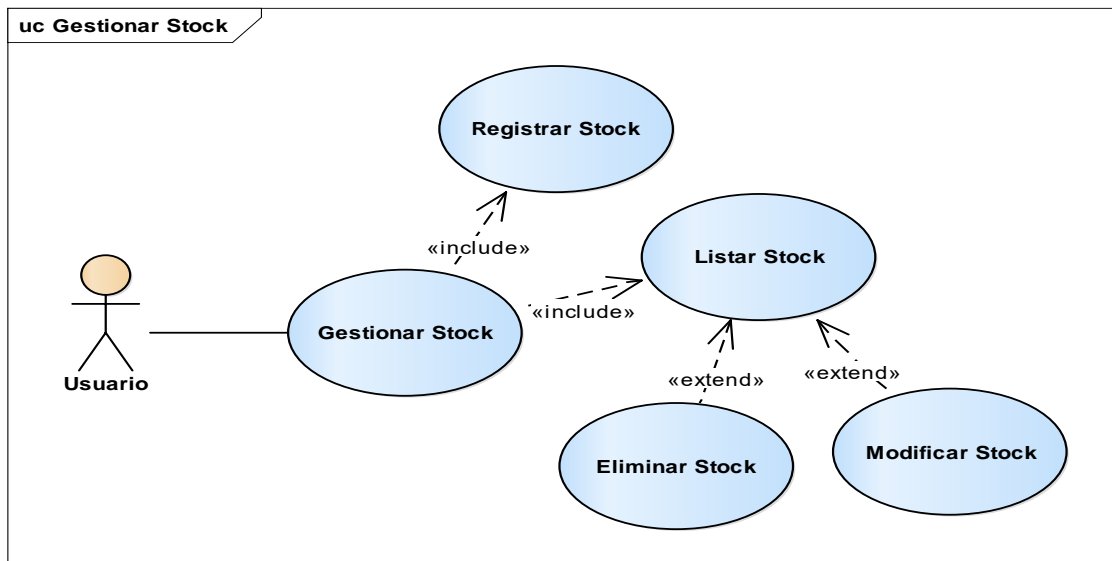 uc Gestionar Stock
Registrar Stock
«include»
Listar Stock
«include»
Gestionar Stock
Usuario
«extend»
«extend»
Eliminar Stock
Modificar Stock